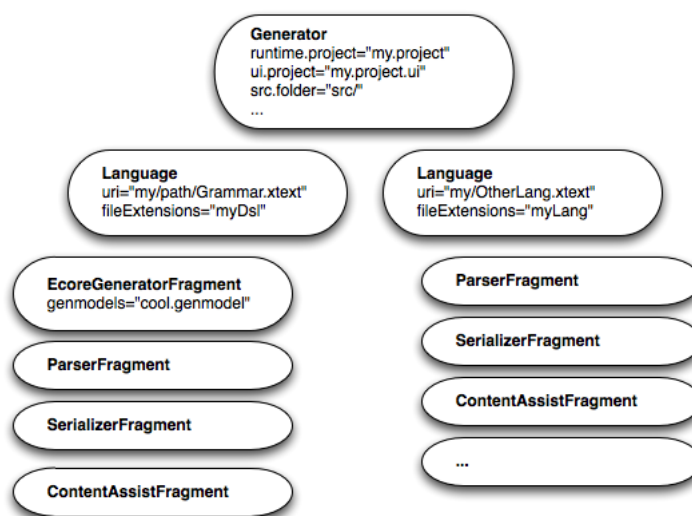 Generator
runtime.project="my.project"
ui.project="my.project.ui"
src.folder="src/"
...
Language
uri="my/path/Grammar.xtext"
fileExtensions="myDsl"
Language
uri="my/OtherLang.xtext"
fileExtensions="myLang"
EcoreGeneratorFragment
genmodels="cool.genmodel"
ParserFragment
SerializerFragment
ContentAssistFragment
ParserFragment
SerializerFragment
ContentAssistFragment
...